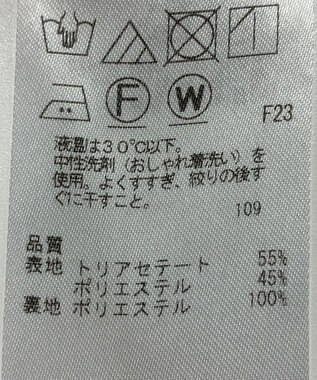 F W F23
液温は30℃以下。
中性洗剤（おしゃれ着洗い）を
使用。よくすすぎ、絞りの後す
ぐに干すこと。
109
品質
表地 トリアセテート 55%
ポリエステル 45%
裏地 ポリエステル 100%